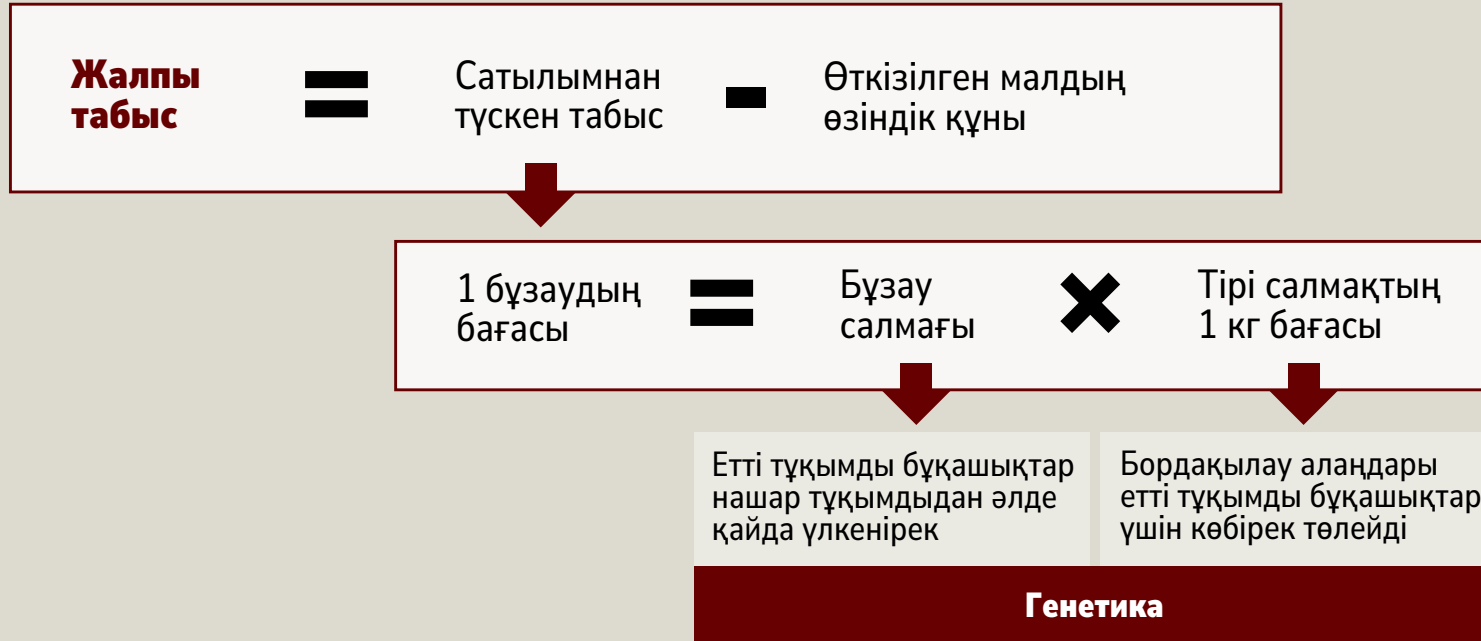 Жалпы
табыс
=
Сатылымнан
түскен табыс
-
Өткізілген малдың
өзіндік құны
1 бұзаудың
бағасы
=
Бұзау
салмағы
×
Тірі салмақтың
1 кг бағасы
Етті тұқымды бұқашықтар
нашар тұқымдыдан әлде
қайда үлкенірек
Бордақылау алаңдары
етті тұқымды бұқашықтар
үшін көбірек төлейді
Генетика